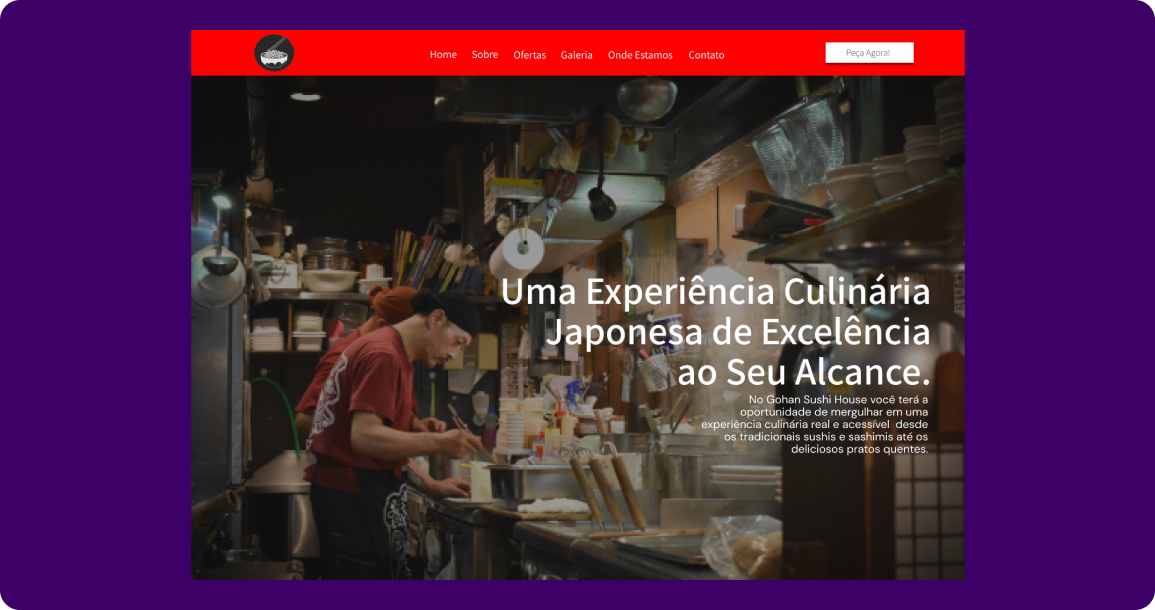 Home Sobre Ofertas Galeria Onde Estamos Contato Peça Agora!
Uma Experiência Culinária
Japonesa de Excelência
ao Seu Alcance.
No Gohan Sushi House você terá a
oportunidade de mergulhar em uma
experiência culinária real e acessível desde
os tradicionais sushis e sashimis até os
deliciosos pratos quentes.